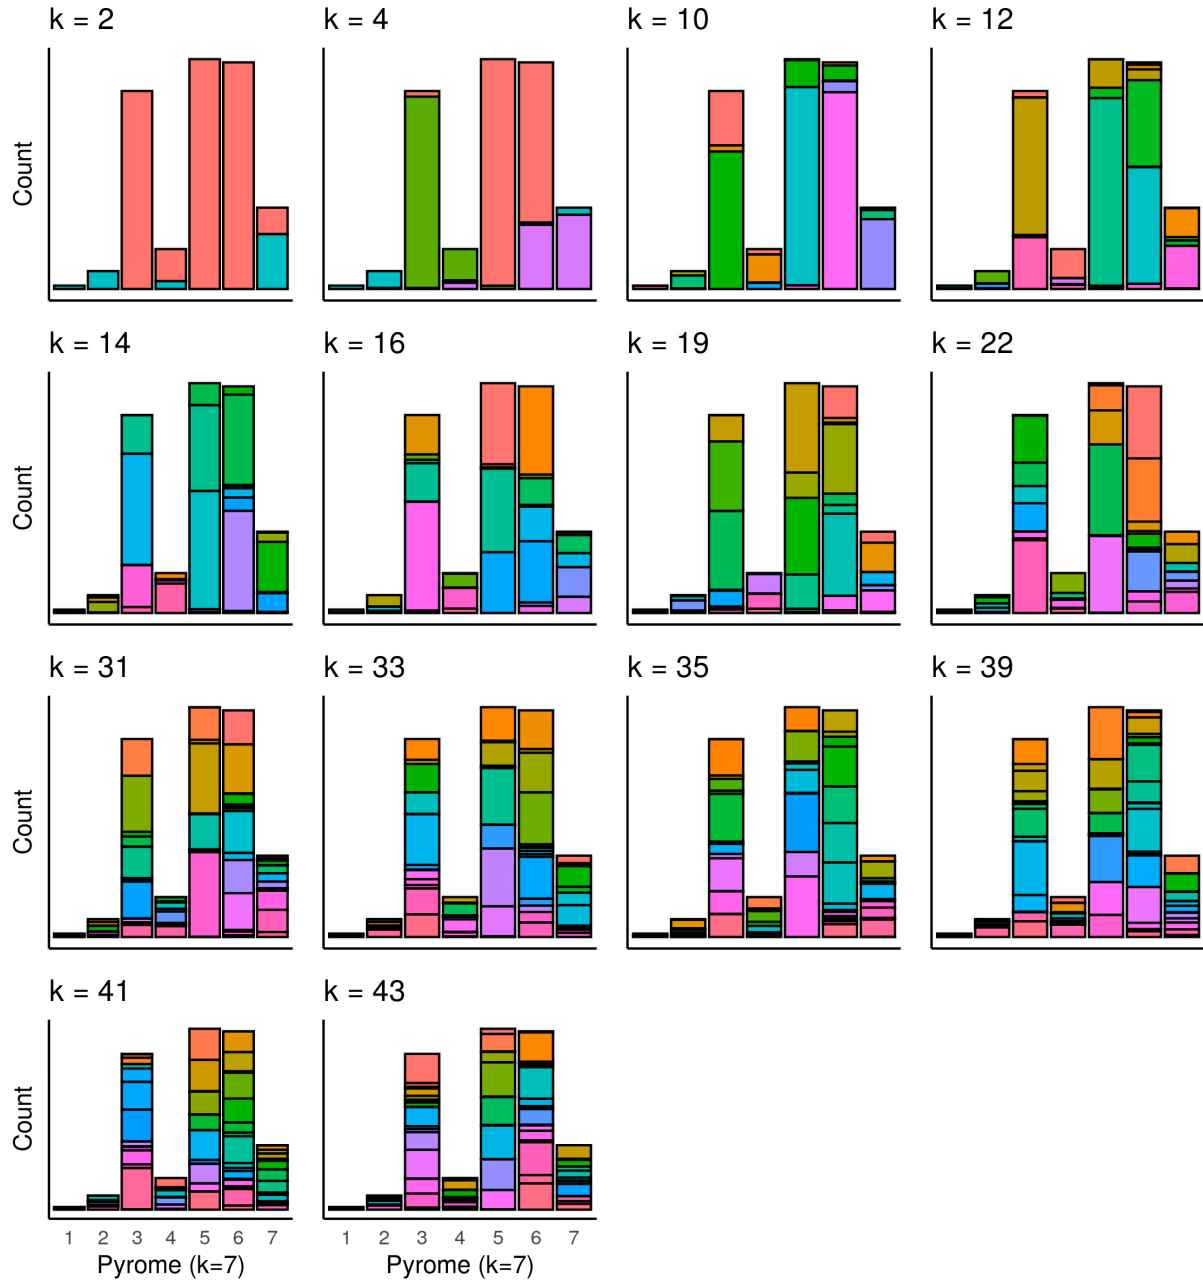 k = 2
k = 4
k = 10
k = 12
Count
k = 14
k = 16
k = 19
k = 22
Count
k = 31
k = 33
k = 35
k = 39
Count
k = 41
k = 43
Count
1 2 3 4 5 6 7
1 2 3 4 5 6 7
Pyrome (k=7)
Pyrome (k=7)